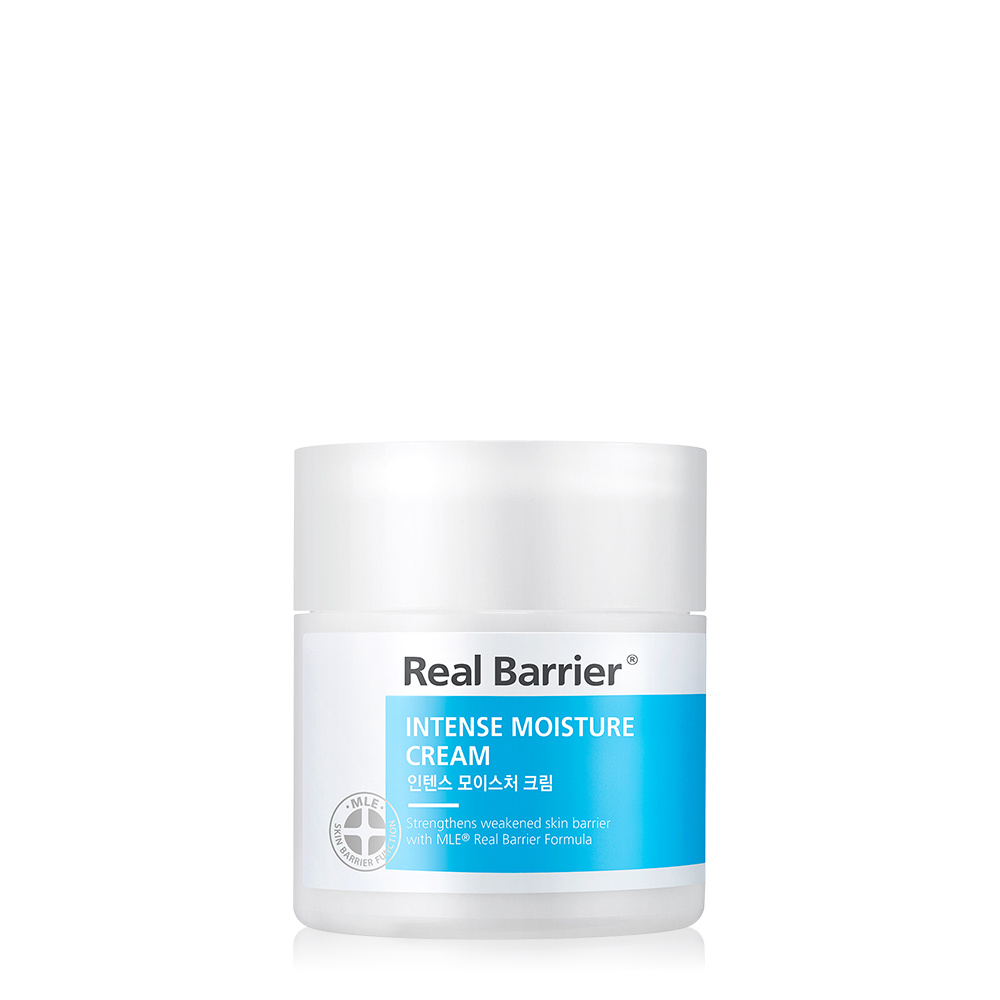 Real Barrier®
INTENSE MOISTURE
CREAM
인텐스 모이스처 크림
Strengthens weakened skin barrier
with MLE® Real Barrier Formula
·MLE·
SKIN BARRIER FUNCTION